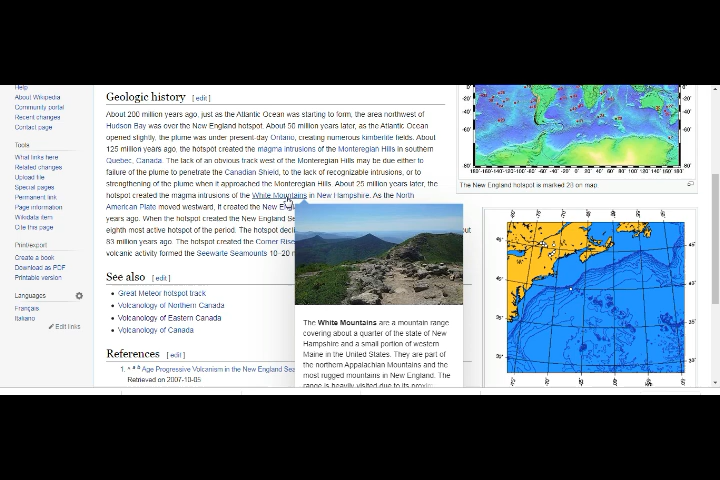 Help
About Wikipedia
Community portal
Recent changes
Contact page
Tools
What links here
Related changes
Upload file
Special pages
Permanent link
Page information
Wikidata item
Cite this page
Print/export
Create a book
Download as PDF
Printable version
Languages
Français
Italiano
Edit links
Geologic history [ edit ]
About 200 million years ago, just as the Atlantic Ocean was starting to form, the area northwest of
Hudson Bay was over the New England hotspot. About 50 million years later, as the Atlantic Ocean
opened slightly, the plume was under present-day Ontario, creating numerous kimberlite fields. About
125 million years ago, the hotspot created the magma intrusions of the Monteregian Hills in southern
Quebec, Canada. The lack of an obvious track west of the Monteregian Hills may be due either to
failure of the plume to penetrate the Canadian Shield, to the lack of recognizable intrusions, or to
strengthening of the plume when it approached the Monteregian Hills. About 25 million years later, the
hotspot created the magma intrusions of the White Mountains in New Hampshire. As the North
American Plate moved westward, it created the New Eng
years ago. When the hotspot created the New England Se
eighth most active hotspot of the period. The hotspot decli
83 million years ago. The hotspot created the Corner Rise
volcanic activity formed the Seewarte Seamounts 10-20 m
See also [ edit ]
Great Meteor hotspot track
Volcanology of Northern Canada
Volcanology of Eastern Canada
Volcanology of Canada
References [ edit ]
1. ^ a b Age Progressive Volcanism in the New England Sea
Retrieved on 2007-10-05
The White Mountains are a mountain range
covering about a quarter of the state of New
Hampshire and a small portion of western
Maine in the United States. They are part of
the northern Appalachian Mountains and the
most rugged mountains in New England. The
range is heavily visited due to its proxim
The New England hotspot is marked 28 on map.